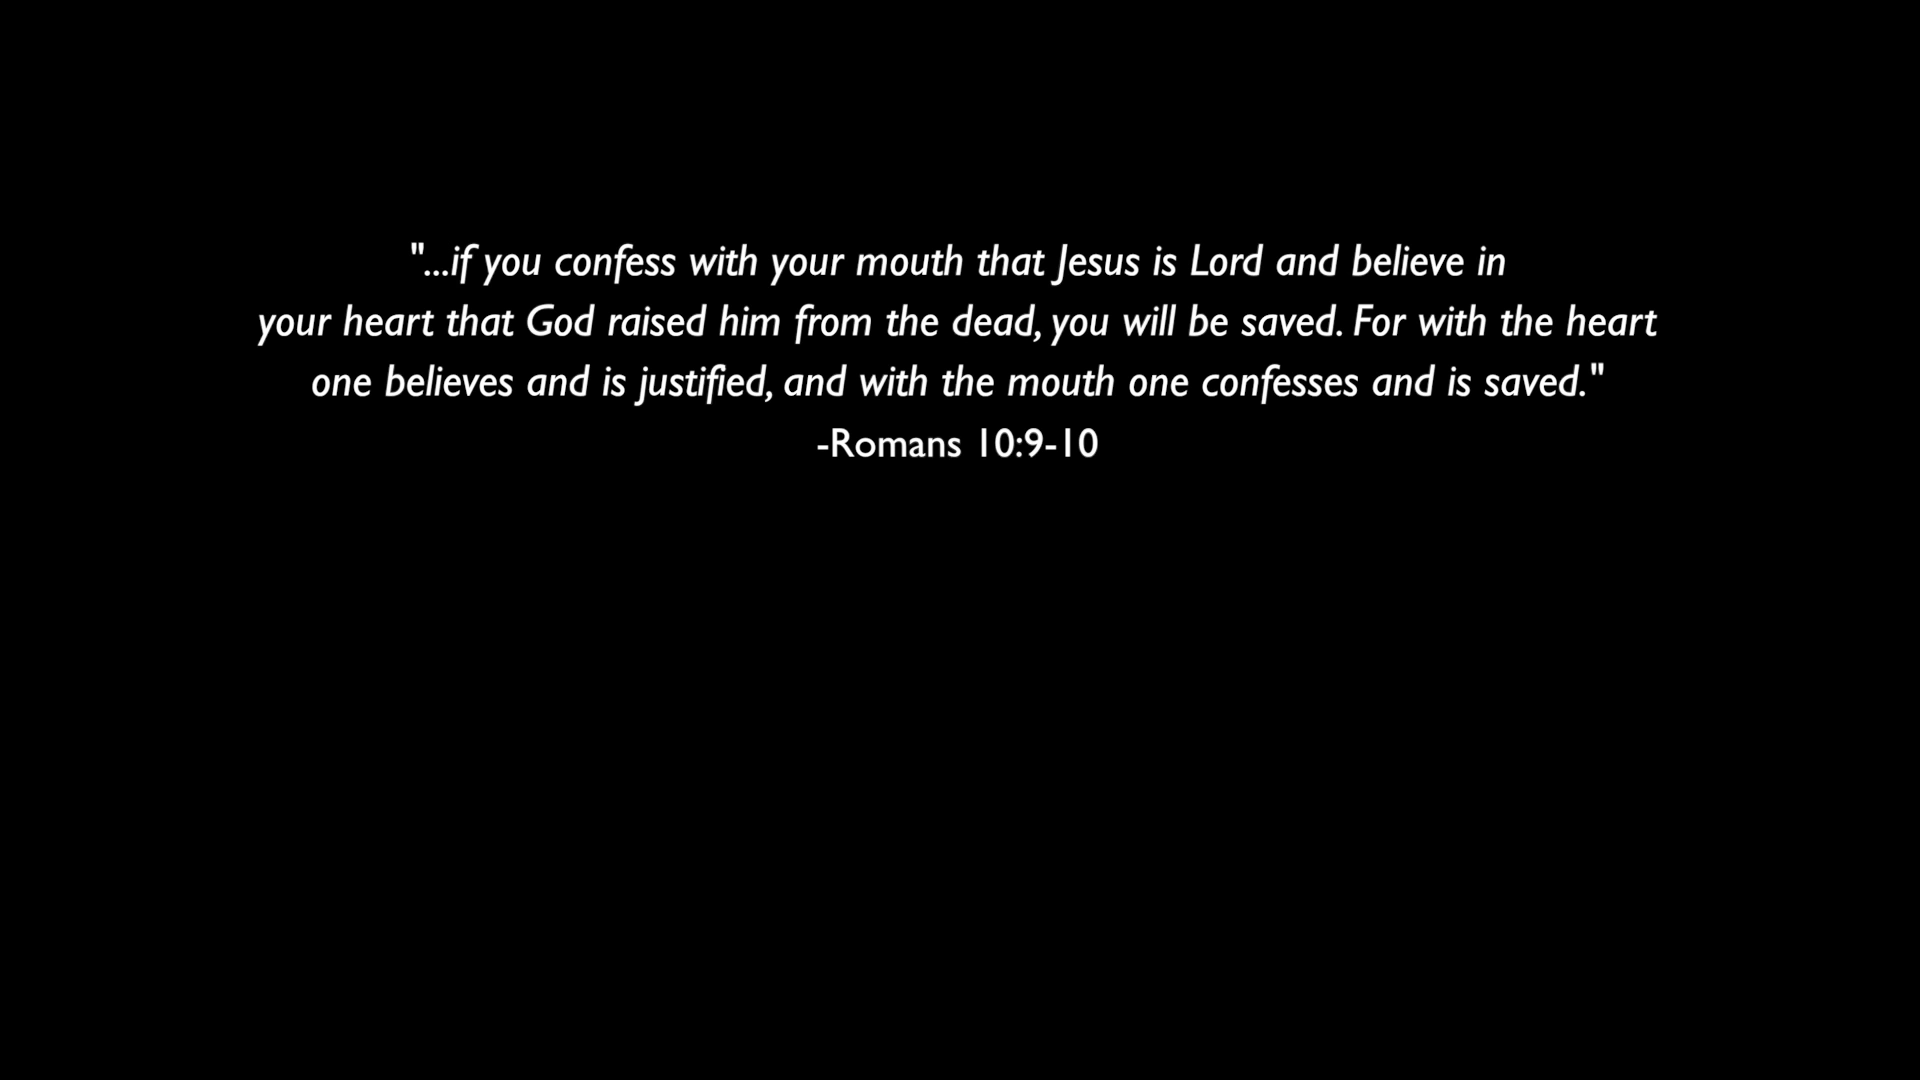 "...if you confess with your mouth that Jesus is Lord and believe in
your heart that God raised him from the dead, you will be saved. For with the heart
one believes and is justified, and with the mouth one confesses and is saved."
-Romans 10:9-10